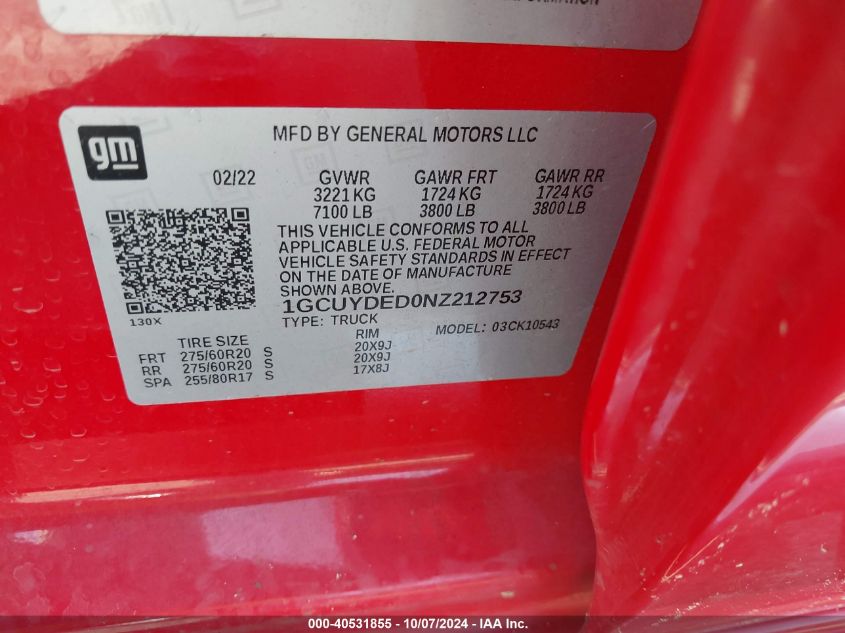 gm
MFD BY GENERAL MOTORS LLC
02/22 GVWR GAWR FRT GAWR RR
3221 KG 1724 KG 1724 KG
7100 LB 3800 LB 3800 LB
THIS VEHICLE CONFORMS TO ALL
APPLICABLE U.S. FEDERAL MOTOR
VEHICLE SAFETY STANDARDS IN EFFECT
ON THE DATE OF MANUFACTURE
SHOWN ABOVE.
1GCUYDED0NZ212753
130X TYPE: TRUCK MODEL: 03CK10543
TIRE SIZE RIM
FRT 275/60R20 S 20X9J
RR 275/60R20 S 20X9J
SPA 255/80R17 S 17X8J
000-40531855 - 10/07/2024 - IAA Inc.